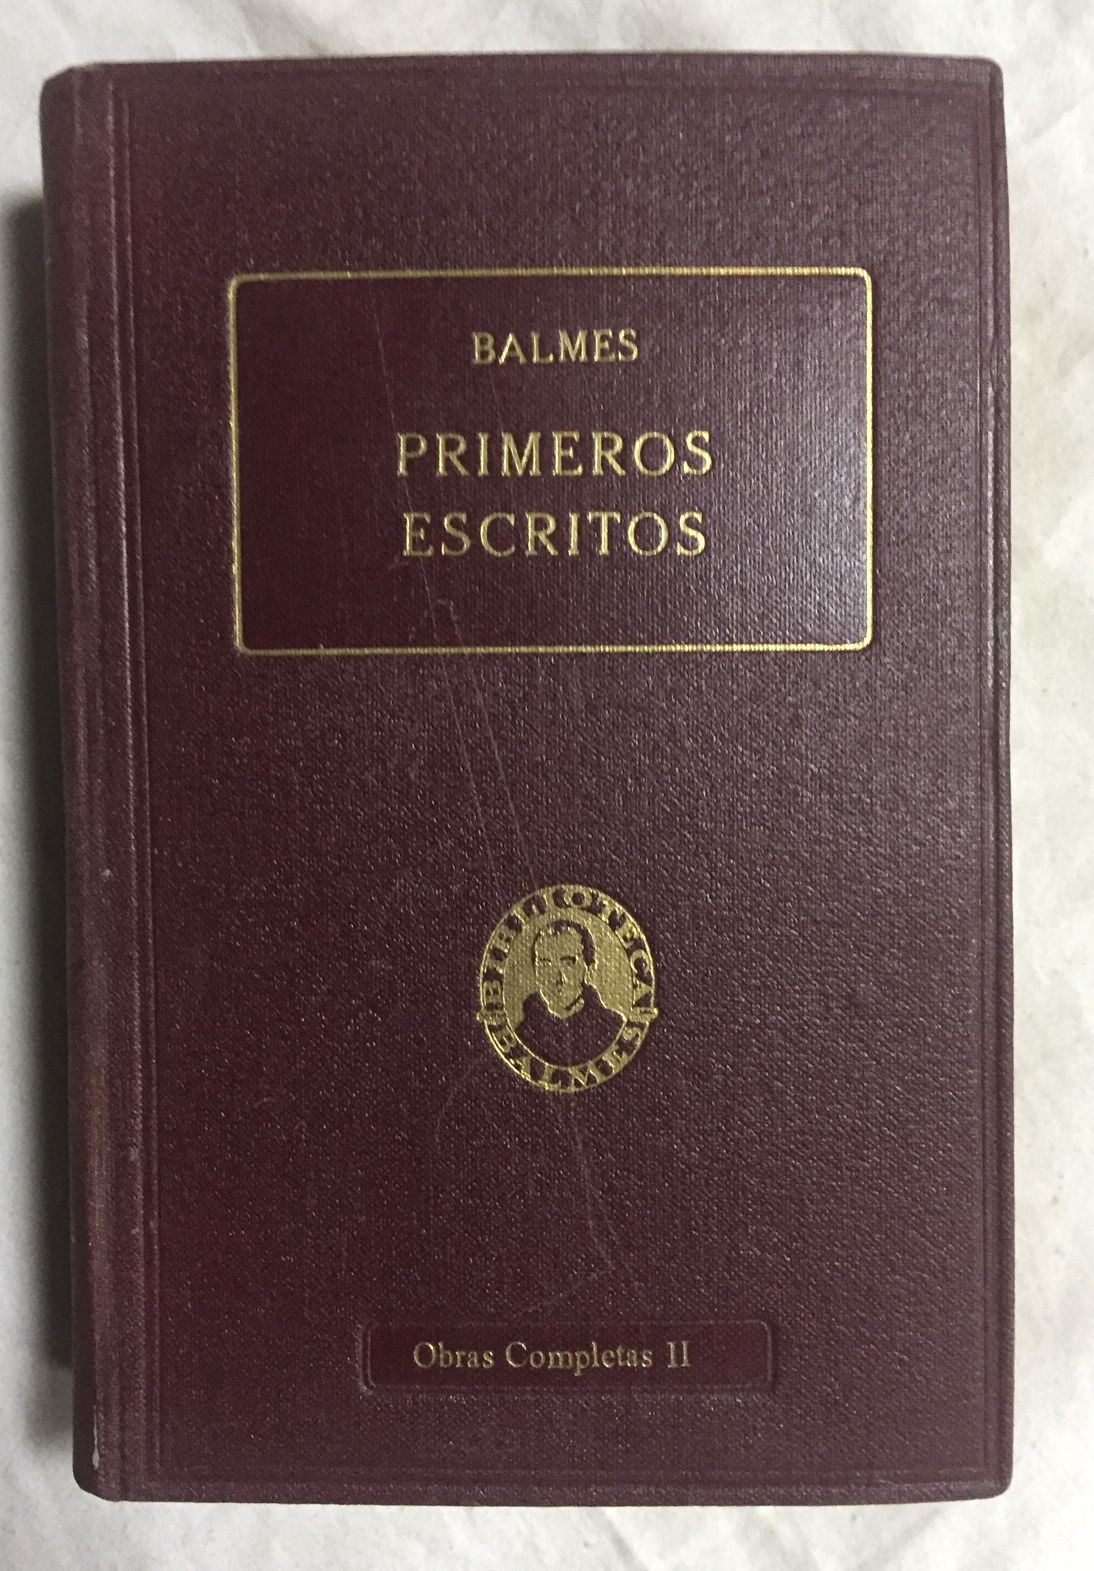 BALMES
PRIMEROS
ESCRITOS
BIBLIOTECA
BALMES
Obras Completas II